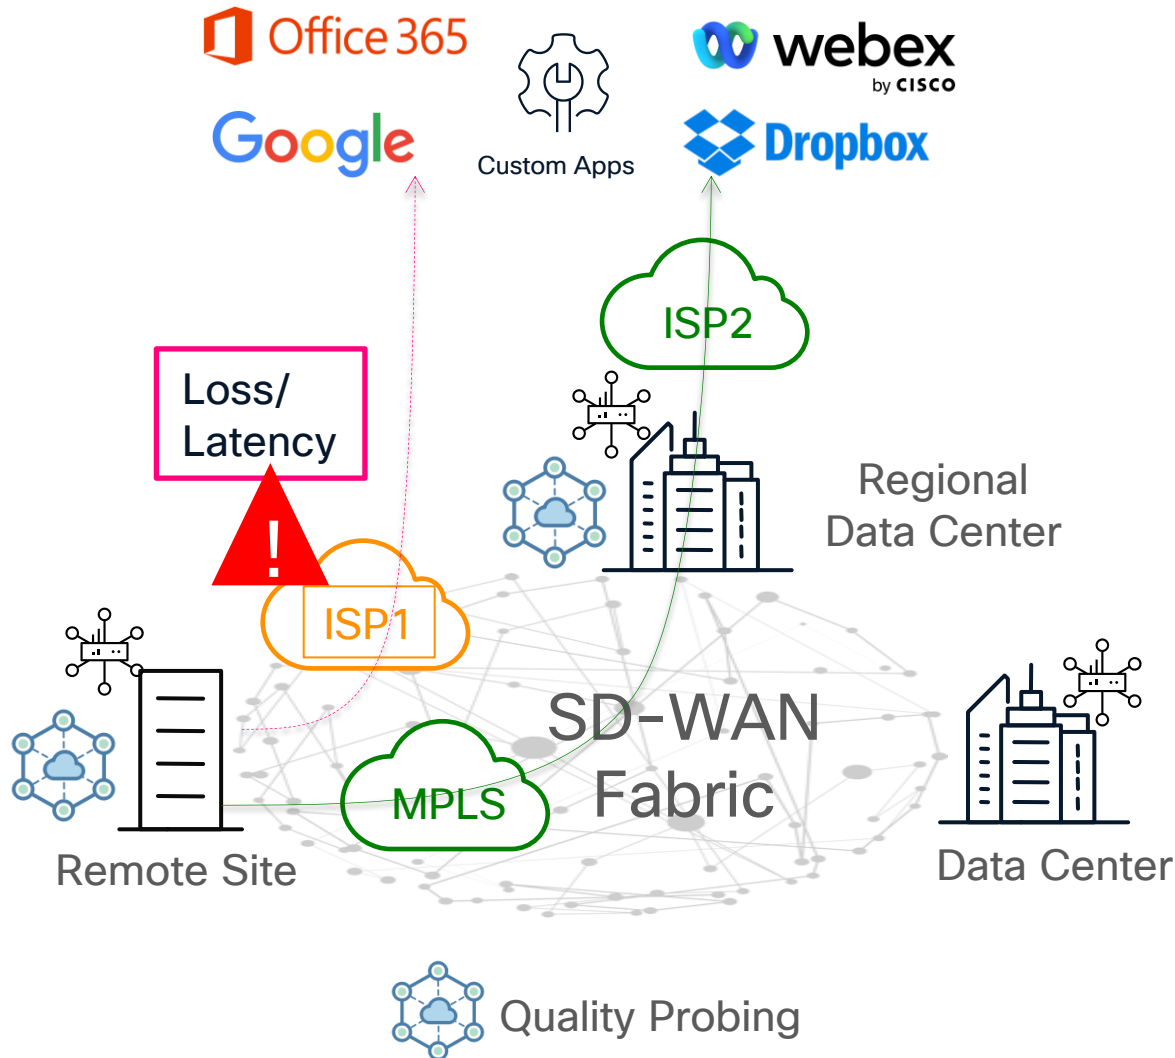 Office 365
webex
by CISCO
Google
Custom Apps
Dropbox
ISP2
Loss/
Latency
!
Regional
Data Center
ISP1
SD-WAN
Fabric
MPLS
Remote Site
Data Center
Quality Probing